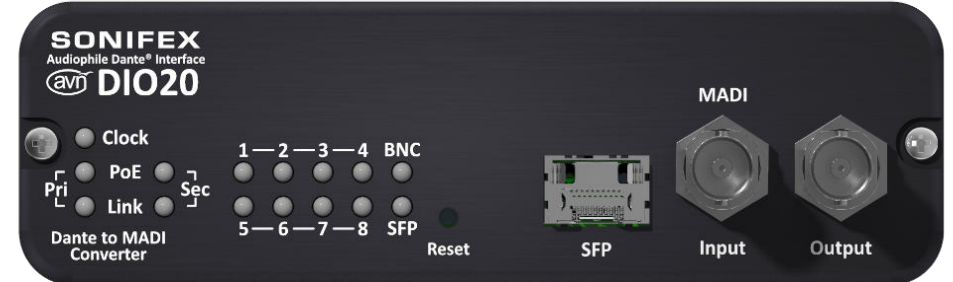 SONIFEX
Audiophile Dante® Interface
avn DIO20
Clock
PoE
Pri
Sec
Link
Dante to MADI
Converter
1—2—3—4 BNC
5—6—7—8 SFP
Reset
SFP
MADI
Input
Output